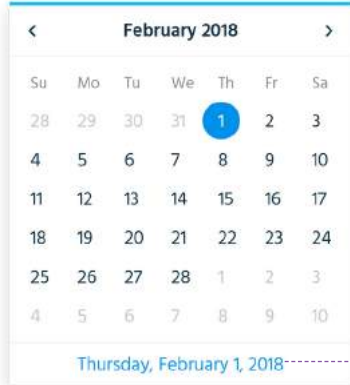 < February 2018 >
Su Mo Tu We Th Fr Sa
28 29 30 31 1 2 3
4 5 6 7 8 9 10
11 12 13 14 15 16 17
18 19 20 21 22 23 24
25 26 27 28 1 2 3
4 5 6 7 8 9 10
Thursday, February 1, 2018